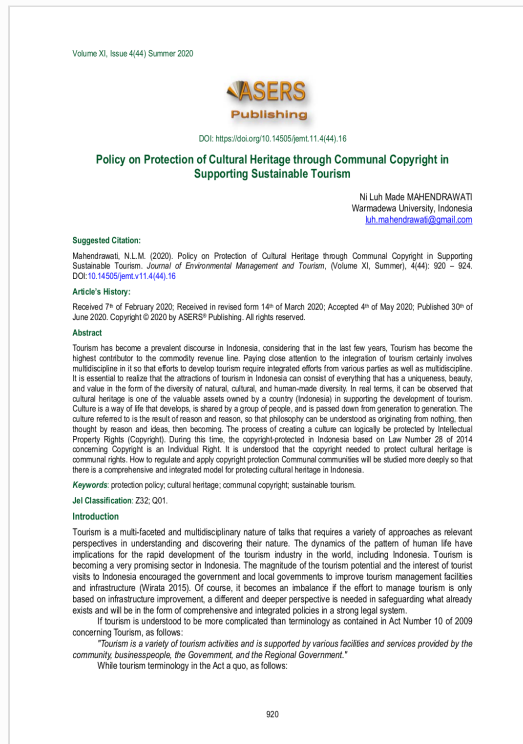 Volume XI, Issue 4(44) Summer 2020
ASERS
Publishing
DOI: https://doi.org/10.14505/jemt.11.4(44).16
Policy on Protection of Cultural Heritage through Communal Copyright in
Supporting Sustainable Tourism
Ni Luh Made MAHENDRAWATI
Warmadewa University, Indonesia
luh.mahendrawati@gmail.com
Suggested Citation:
Mahendrawati, N.L.M. (2020). Policy on Protection of Cultural Heritage through Communal Copyright in Supporting
Sustainable Tourism. Journal of Environmental Management and Tourism, (Volume XI, Summer), 4(44): 920 – 924.
DOI:10.14505/jemt.v11.4(44).16
Article's History:
Received 7th of February 2020; Received in revised form 14th of March 2020; Accepted 4th of May 2020; Published 30th of
June 2020. Copyright © 2020 by ASERS® Publishing. All rights reserved.
Abstract
Tourism has become a prevalent discourse in Indonesia, considering that in the last few years, Tourism has become the
highest contributor to the commodity revenue line. Paying close attention to the integration of tourism certainly involves
multidiscipline in it so that efforts to develop tourism require integrated efforts from various parties as well as multidiscipline.
It is essential to realize that the attractions of tourism in Indonesia can consist of everything that has a uniqueness, beauty,
and value in the form of the diversity of natural, cultural, and human-made diversity. In real terms, it can be observed that
cultural heritage is one of the valuable assets owned by a country (Indonesia) in supporting the development of tourism.
Culture is a way of life that develops, is shared by a group of people, and is passed down from generation to generation. The
culture referred to is the result of reason and reason, so that philosophy can be understood as originating from nothing, then
thought by reason and ideas, then becoming. The process of creating a culture can logically be protected by Intellectual
Property Rights (Copyright). During this time, the copyright-protected in Indonesia based on Law Number 28 of 2014
concerning Copyright is an Individual Right. It is understood that the copyright needed to protect cultural heritage is
communal rights. How to regulate and apply copyright protection Communal communities will be studied more deeply so that
there is a comprehensive and integrated model for protecting cultural heritage in Indonesia.
Keywords: protection policy; cultural heritage; communal copyright; sustainable tourism.
Jel Classification: Z32; Q01.
Introduction
Tourism is a multi-faceted and multidisciplinary nature of talks that requires a variety of approaches as relevant
perspectives in understanding and discovering their nature. The dynamics of the pattern of human life have
implications for the rapid development of the tourism industry in the world, including Indonesia. Tourism is
becoming a very promising sector in Indonesia. The magnitude of the tourism potential and the interest of tourist
visits to Indonesia encouraged the government and local governments to improve tourism management facilities
and infrastructure (Wirata 2015). Of course, it becomes an imbalance if the effort to manage tourism is only
based on infrastructure improvement, a different and deeper perspective is needed in safeguarding what already
exists and will be in the form of comprehensive and integrated policies in a strong legal system.
If tourism is understood to be more complicated than terminology as contained in Act Number 10 of 2009
concerning Tourism, as follows:
"Tourism is a variety of tourism activities and is supported by various facilities and services provided by the
community, businesspeople, the Government, and the Regional Government."
While tourism terminology in the Act a quo, as follows:
920